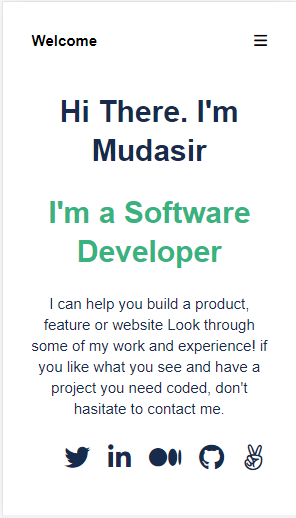 Welcome
Hi There. I'm
Mudasir
I'm a Software
Developer
I can help you build a product,
feature or website Look through
some of my work and experience! if
you like what you see and have a
project you need coded, don't
hasitate to contact me.